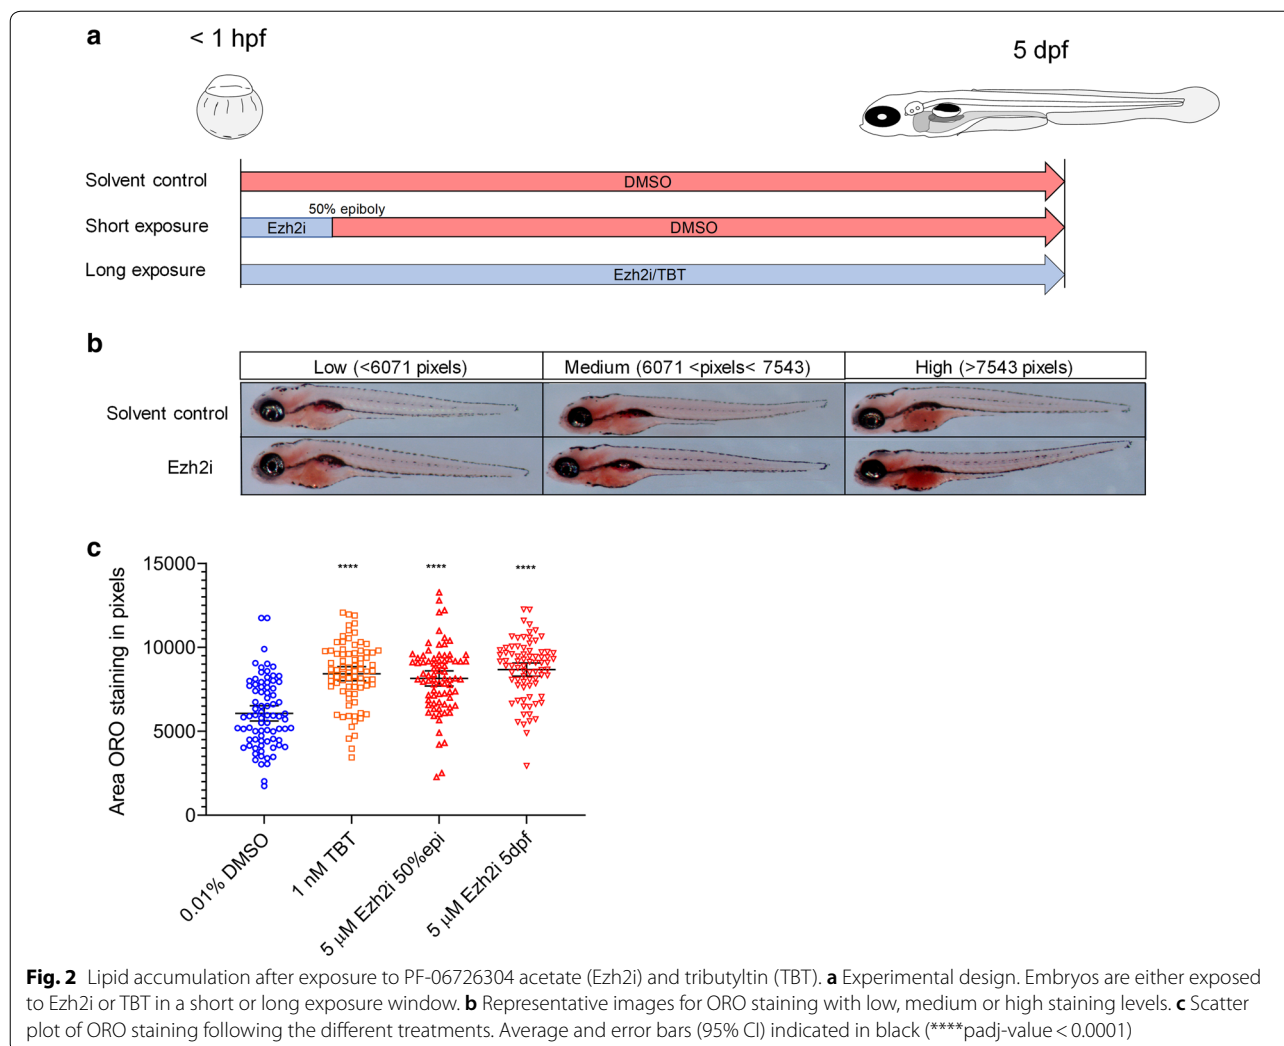 a
< 1 hpf
5 dpf
Solvent control
DMSO
50% epiboly
Short exposure
Ezh2i
DMSO
Long exposure
Ezh2i/TBT
b
Low (<6071 pixels)
Medium (6071 <pixels< 7543)
High (>7543 pixels)
Solvent control
Ezh2i
c
Area ORO staining in pixels
15000
10000
5000
0
****
****
****
0.01% DMSO
1 nM TBT
5 µM Ezh2i 50%epi
5 µM Ezh2i 5dpf
Fig. 2 Lipid accumulation after exposure to PF-06726304 acetate (Ezh2i) and tributyltin (TBT). a Experimental design. Embryos are either exposed
to Ezh2i or TBT in a short or long exposure window. b Representative images for ORO staining with low, medium or high staining levels. c Scatter
plot of ORO staining following the different treatments. Average and error bars (95% CI) indicated in black (****padj-value < 0.0001)